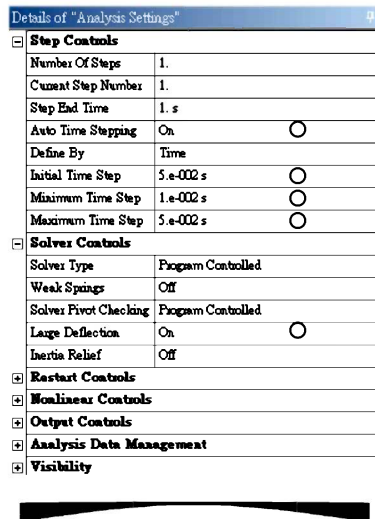 Details of "Analysis Settings"
Step Controls
Number Of Steps 1.
Current Step Number 1.
Step End Time 1. s
Auto Time Stepping On
Define By Time
Initial Time Step 5.e-002 s
Minimum Time Step 1.e-002 s
Maximum Time Step 5.e-002 s
Solver Controls
Solver Type Program Controlled
Weak Springs Off
Solver Pivot Checking Program Controlled
Large Deflection On
Inertia Relief Off
Restart Controls
Nonlinear Controls
Output Controls
Analysis Data Management
Visibility